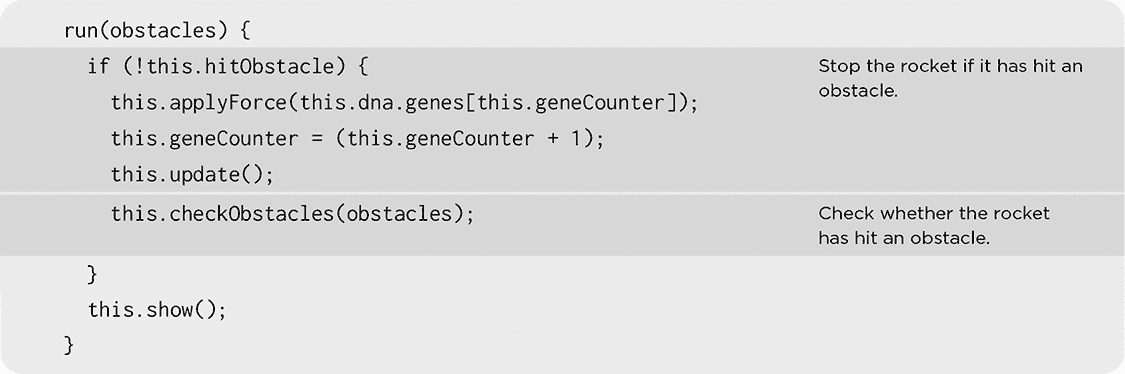 run(obstacles) {
if (!this.hitObstacle) {
Stop the rocket if it has hit an
obstacle.
this.applyForce(this.dna.genes[this.geneCounter]);
this.geneCounter = (this.geneCounter + 1);
this.update();
this.checkObstacles(obstacles);
Check whether the rocket
has hit an obstacle.
}
this.show();
}